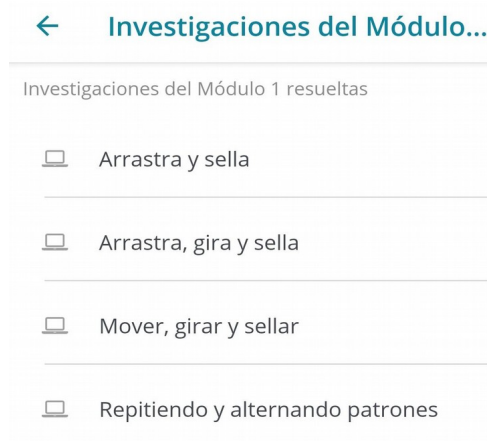 Investigaciones del Módulo...
Investigaciones del Módulo 1 resueltas
Arrastra y sella
Arrastra, gira y sella
Mover, girar y sellar
Repitiendo y alternando patrones